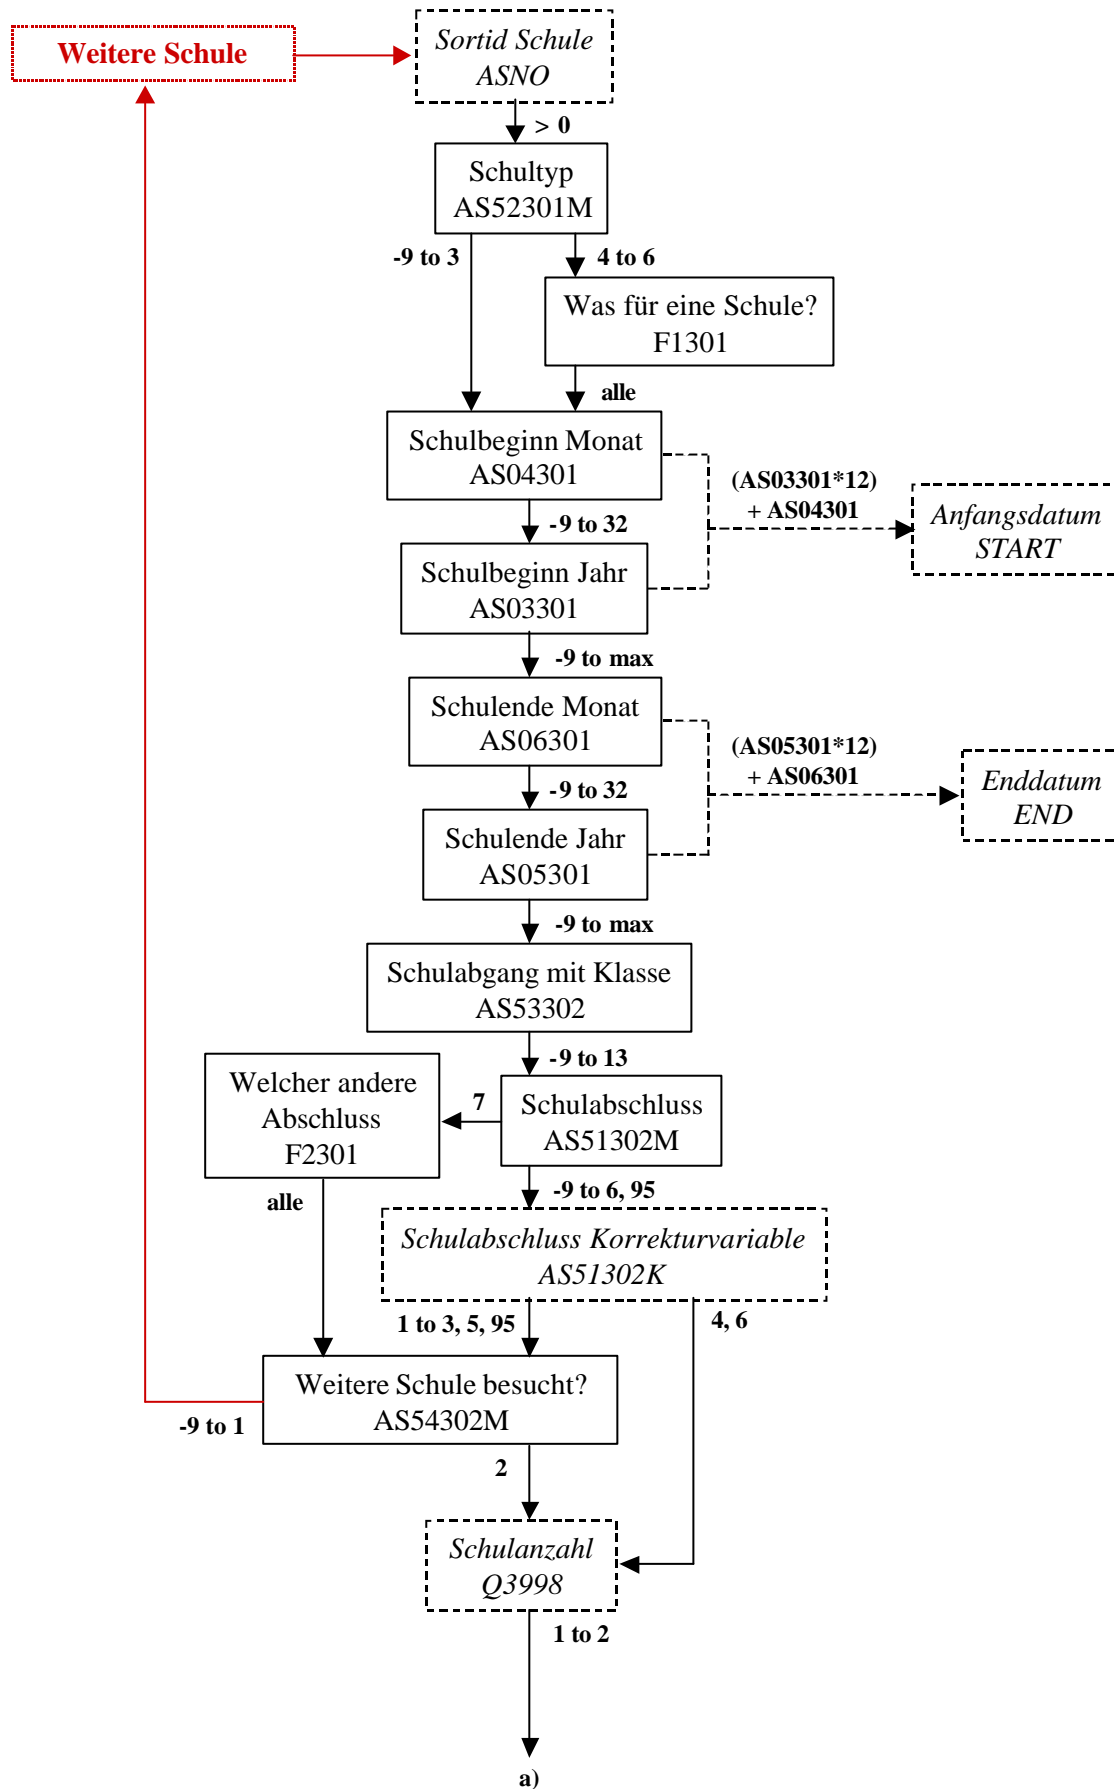 Weitere Schule
Sortid Schule
ASNO
> 0
Schultyp
AS52301M
-9 to 3
4 to 6
Was für eine Schule?
F1301
alle
Schulbeginn Monat
AS04301
(AS03301*12)
+ AS04301
Anfangsdatum
START
-9 to 32
Schulbeginn Jahr
AS03301
-9 to max
Schulende Monat
AS06301
(AS05301*12)
+ AS06301
Enddatum
END
-9 to 32
Schulende Jahr
AS05301
-9 to max
Schulabgang mit Klasse
AS53302
-9 to 13
Welcher andere
Abschluss
F2301
7
Schulabschluss
AS51302M
alle
-9 to 6, 95
Schulabschluss Korrekturvariable
AS51302K
1 to 3, 5, 95
4, 6
Weitere Schule besucht?
AS54302M
-9 to 1
2
Schulanzahl
Q3998
1 to 2
a)